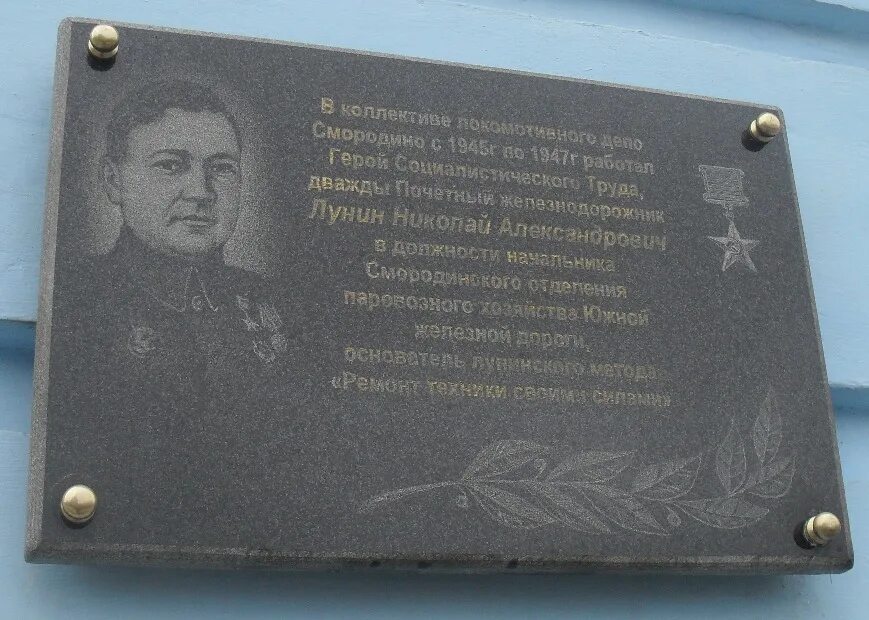 В коллективе локомотивного депо
Смородино с 1945г по 1947г работал
Герой Социалистического Труда,
дважды Почетный железнодорожник
Лунин Николай Александрович
в должности начальника
Смородинского отделения
паровозного хозяйства Южной
железной дороги,
основатель лунинского метода
«Ремонт техники своими силами»